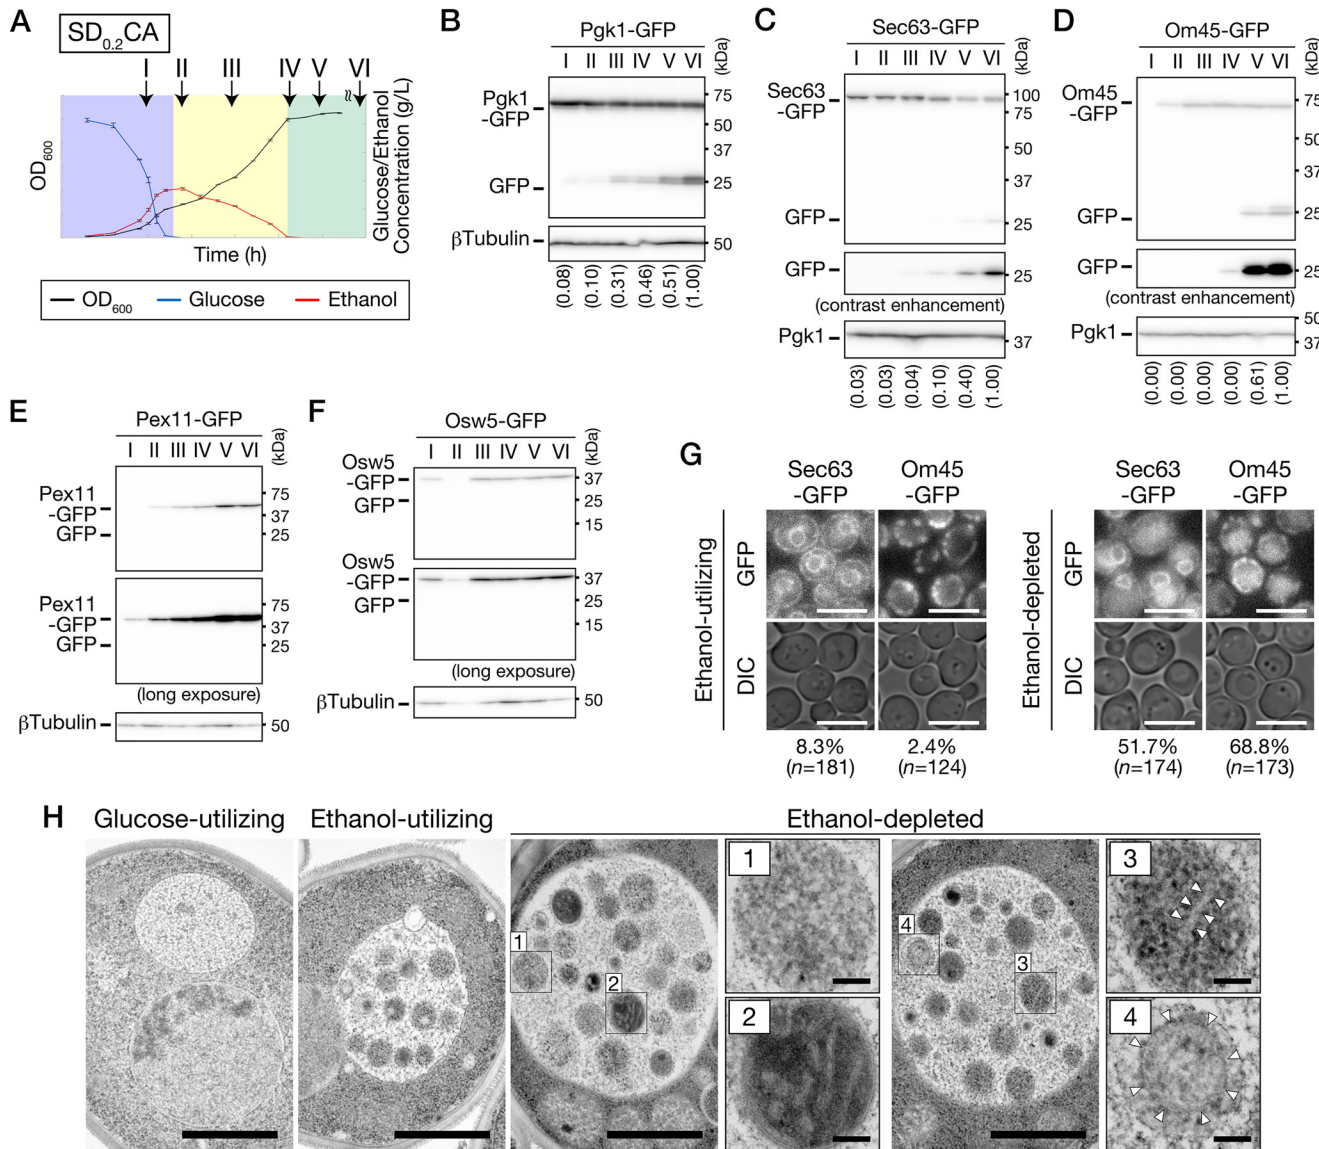 A
SD0.2CA
I II III IV V VI
OD600
Glucose/Ethanol
Concentration (g/L)
Time (h)
OD600 Glucose Ethanol
B
Pgk1-GFP
I II III IV V VI
(kDa)
Pgk1
-GFP
GFP
75
50
37
25
βTubulin
50
(0.08) (0.10) (0.31) (0.46) (0.51) (1.00)
C
Sec63-GFP
I II III IV V VI
(kDa)
Sec63
-GFP
GFP
100
75
50
37
25
GFP
25
(contrast enhancement)
Pgk1
37
(0.03) (0.03) (0.04) (0.10) (0.40) (1.00)
D
Om45-GFP
I II III IV V VI
(kDa)
Om45
-GFP
GFP
75
50
37
25
GFP
25
(contrast enhancement)
Pgk1
50
37
(0.00) (0.00) (0.00) (0.00) (0.61) (1.00)
E
Pex11-GFP
I II III IV V VI
(kDa)
Pex11
-GFP
GFP
75
37
25
Pex11
-GFP
GFP
75
37
25
(long exposure)
βTubulin
50
F
Osw5-GFP
I II III IV V VI
(kDa)
Osw5
-GFP
GFP
37
25
15
Osw5
-GFP
GFP
37
25
15
(long exposure)
βTubulin
50
G
Sec63
-GFP
Om45
-GFP
Ethanol-utilizing
GFP
DIC
8.3%
(n=181)
2.4%
(n=124)
Sec63
-GFP
Om45
-GFP
Ethanol-depleted
GFP
DIC
51.7%
(n=174)
68.8%
(n=173)
H
Glucose-utilizing
Ethanol-utilizing
Ethanol-depleted
1
2
1
2
4
3
3
4